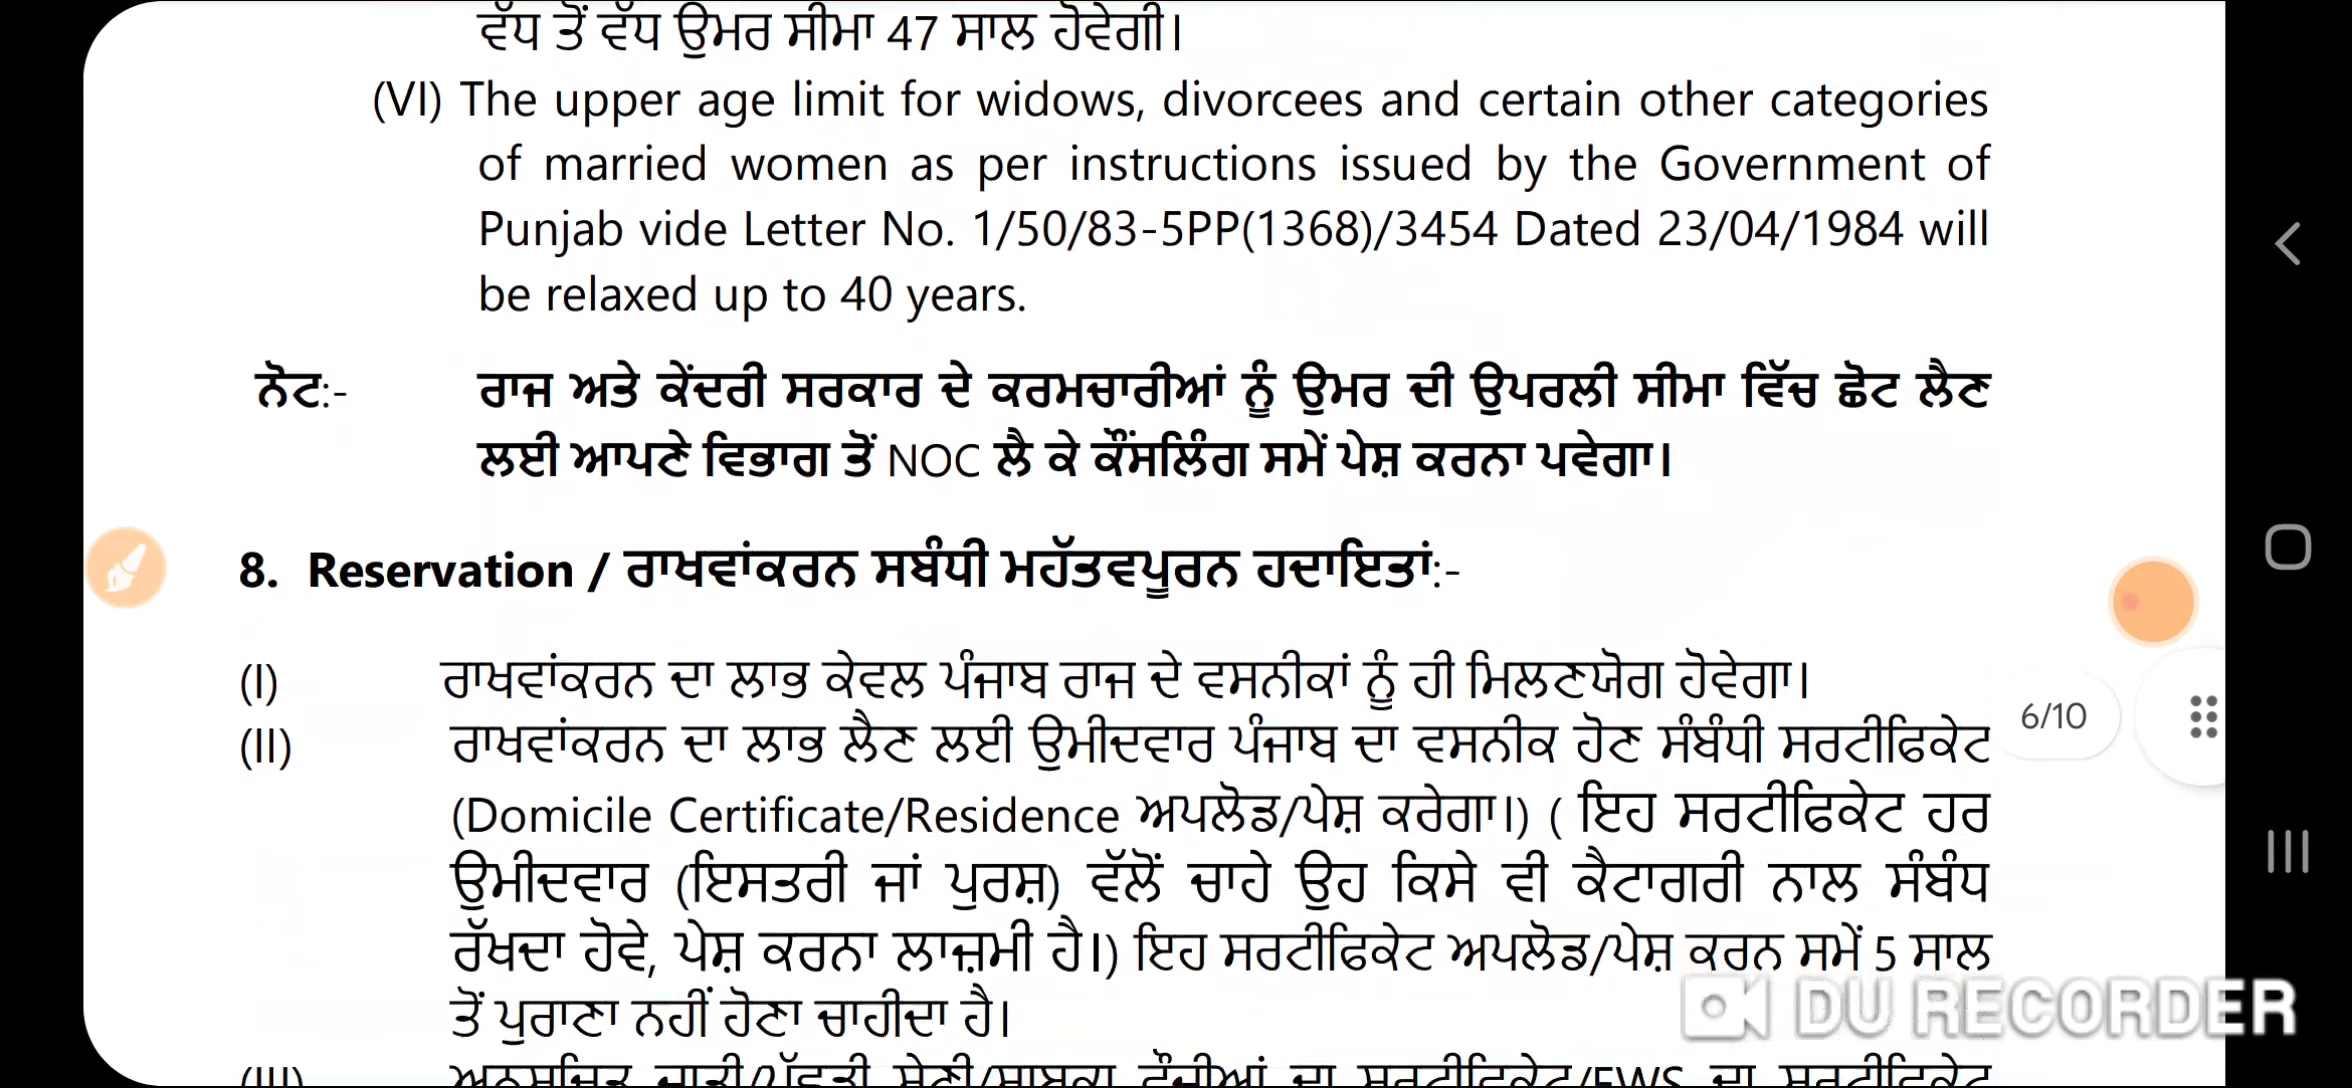 ਵੱਧ ਤੋਂ ਵੱਧ ਉਮਰ ਸੀਮਾ 47 ਸਾਲ ਹੋਵੇਗੀ।
(VI) The upper age limit for widows, divorcees and certain other categories
of married women as per instructions issued by the Government of
Punjab vide Letter No. 1/50/83-5PP(1368)/3454 Dated 23/04/1984 will
be relaxed up to 40 years.
ਨੋਟ:- ਰਾਜ ਅਤੇ ਕੇਂਦਰੀ ਸਰਕਾਰ ਦੇ ਕਰਮਚਾਰੀਆਂ ਨੂੰ ਉਮਰ ਦੀ ਉਪਰਲੀ ਸੀਮਾ ਵਿੱਚ ਛੋਟ ਲੈਣ
ਲਈ ਆਪਣੇ ਵਿਭਾਗ ਤੋਂ NOC ਲੈ ਕੇ ਕੌਂਸਲਿੰਗ ਸਮੇਂ ਪੇਸ਼ ਕਰਨਾ ਪਵੇਗਾ।
8. Reservation / ਰਾਖਵਾਂਕਰਨ ਸਬੰਧੀ ਮਹੱਤਵਪੂਰਨ ਹਦਾਇਤਾਂ:-
(I) ਰਾਖਵਾਂਕਰਨ ਦਾ ਲਾਭ ਕੇਵਲ ਪੰਜਾਬ ਰਾਜ ਦੇ ਵਸਨੀਕਾਂ ਨੂੰ ਹੀ ਮਿਲਣਯੋਗ ਹੋਵੇਗਾ।
(II) ਰਾਖਵਾਂਕਰਨ ਦਾ ਲਾਭ ਲੈਣ ਲਈ ਉਮੀਦਵਾਰ ਪੰਜਾਬ ਦਾ ਵਸਨੀਕ ਹੋਣ ਸੰਬੰਧੀ ਸਰਟੀਫਿਕੇਟ
6/10
(Domicile Certificate/Residence ਅਪਲੋਡ/ਪੇਸ਼ ਕਰੇਗਾ।) ( ਇਹ ਸਰਟੀਫਿਕੇਟ ਹਰ
ਉਮੀਦਵਾਰ (ਇਸਤਰੀ ਜਾਂ ਪੁਰਸ਼) ਵੱਲੋਂ ਚਾਹੇ ਉਹ ਕਿਸੇ ਵੀ ਕੈਟਾਗਰੀ ਨਾਲ ਸੰਬੰਧ
ਰੱਖਦਾ ਹੋਵੇ, ਪੇਸ਼ ਕਰਨਾ ਲਾਜ਼ਮੀ ਹੈ।) ਇਹ ਸਰਟੀਫਿਕੇਟ ਅਪਲੋਡ/ਪੇਸ਼ ਕਰਨ ਸਮੇਂ 5 ਸਾਲ
ਤੋਂ ਪੁਰਾਣਾ ਨਹੀਂ ਹੋਣਾ ਚਾਹੀਦਾ ਹੈ।
DU RECORDER
(III) ਦਾ ਸਰਟੀਫਿਕੇਟ/EWS ਦਾ ਸਰਟੀਫਿਕੇਟ